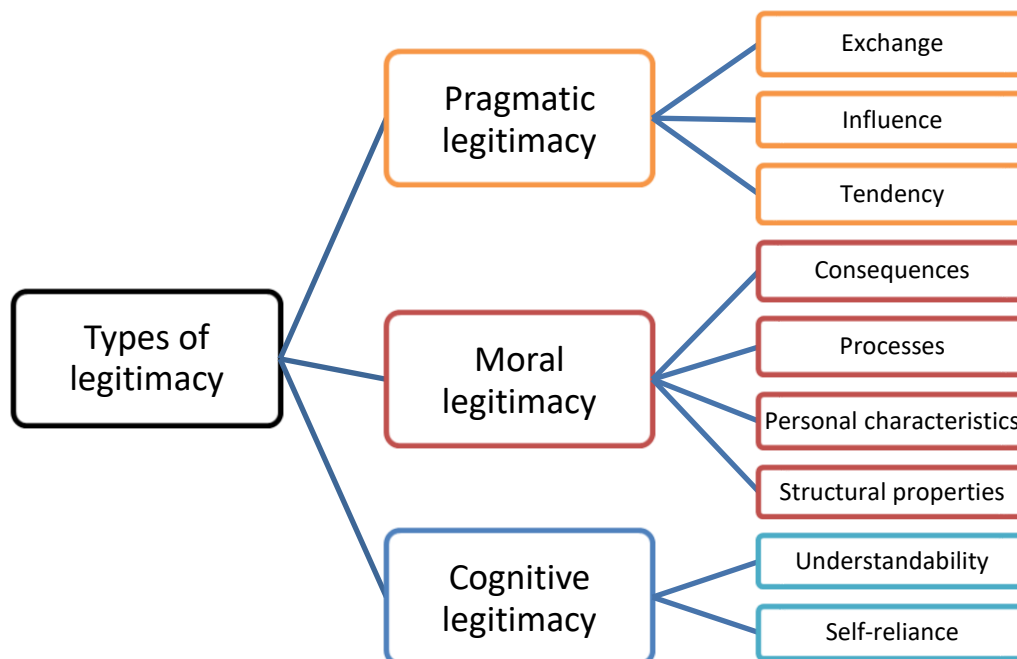 Types of
legitimacy
Pragmatic
legitimacy
Exchange
Influence
Tendency
Moral
legitimacy
Consequences
Processes
Personal characteristics
Structural properties
Cognitive
legitimacy
Understandability
Self-reliance